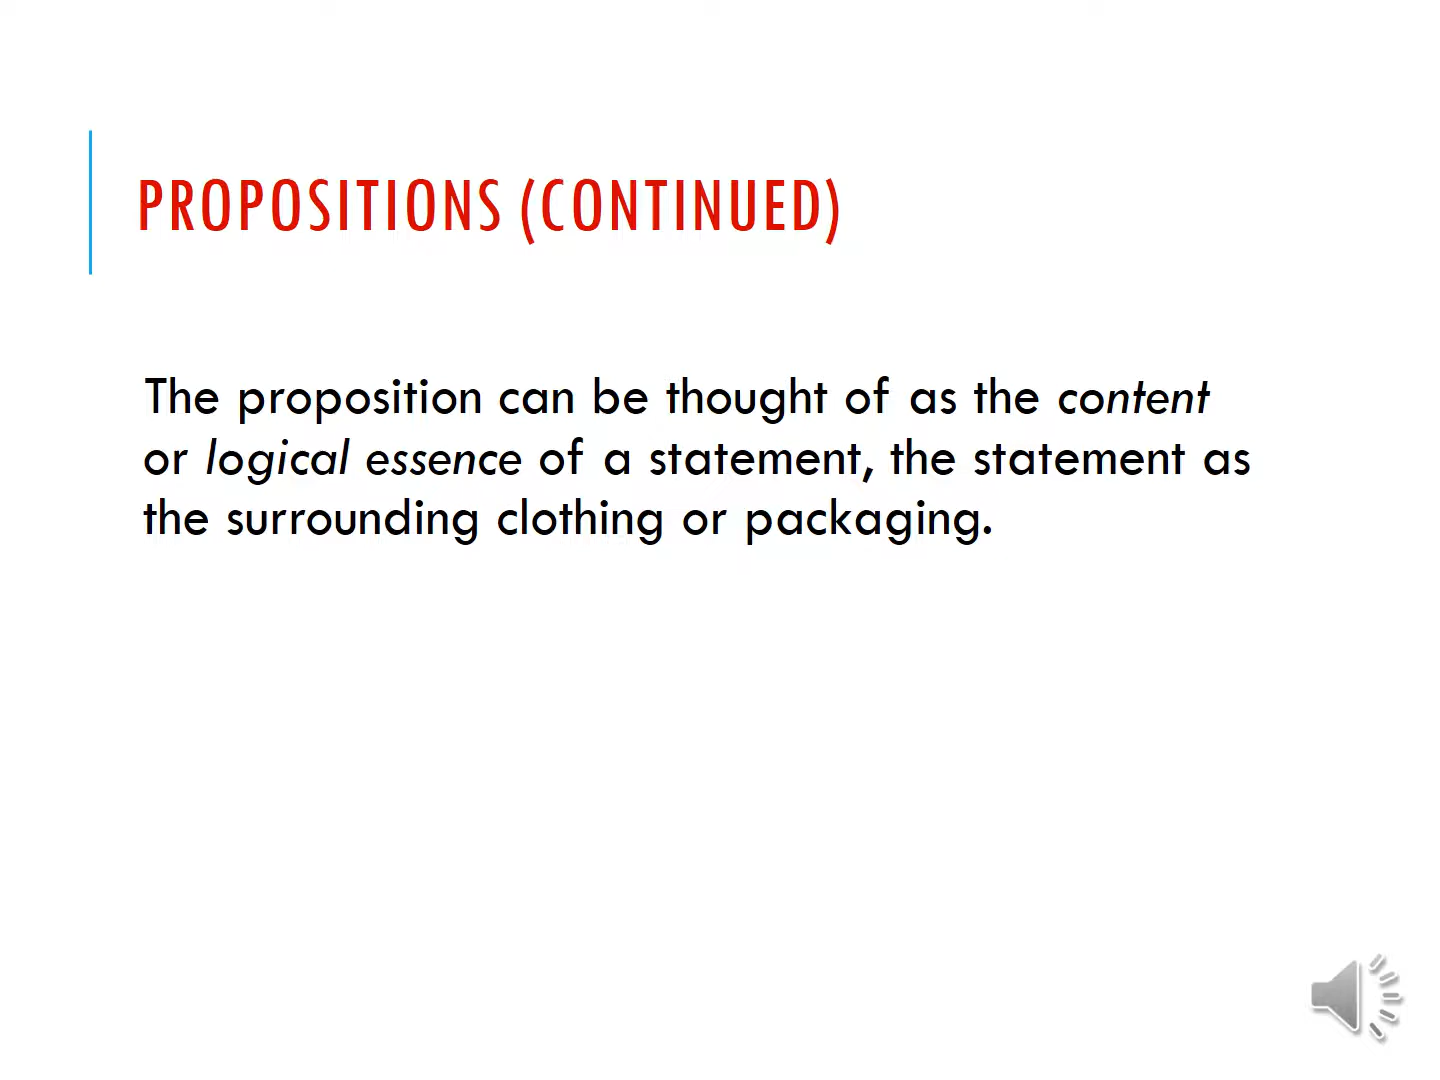 PROPOSITIONS (CONTINUED)
The proposition can be thought of as the content
or logical essence of a statement, the statement as
the surrounding clothing or packaging.